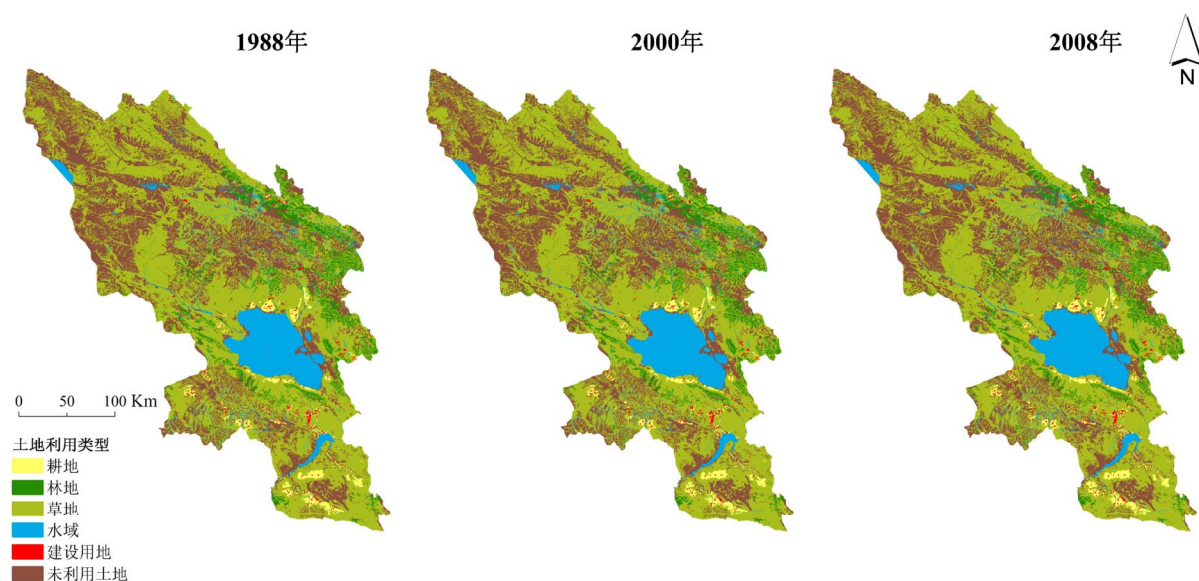 1988年
2000年
2008年
N
0 50 100 Km
土地利用类型
耕地
林地
草地
水域
建设用地
未利用土地